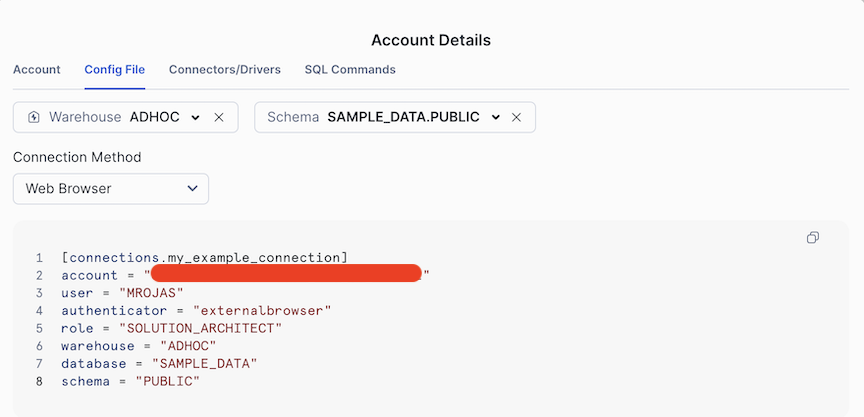 Account Details
Account Config File Connectors/Drivers SQL Commands
Warehouse ADHOC Schema SAMPLE_DATA.PUBLIC
Connection Method
Web Browser
1 [connections.my_example_connection]
2 account = " "
3 user = "MROJAS"
4 authenticator = "externalbrowser"
5 role = "SOLUTION_ARCHITECT"
6 warehouse = "ADHOC"
7 database = "SAMPLE_DATA"
8 schema = "PUBLIC"